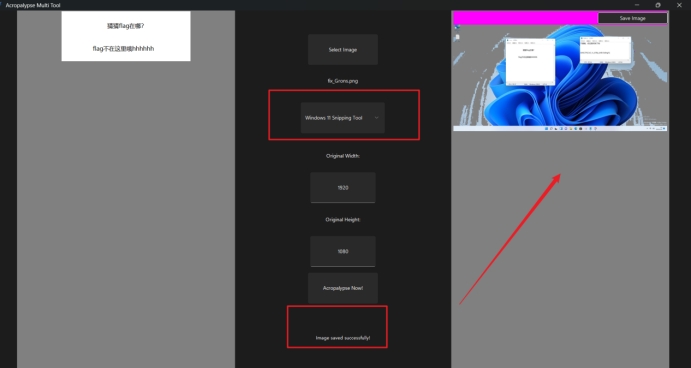 Acropalypse Multi Tool
猜猜flag在哪?
flag不在这里哦hhhhhh
Select Image
fix_Grons.png
Windows 11 Snipping Tool
Original Width:
1920
Original Height:
1080
Acropalypse Now!
Image saved successfully!
Save Image